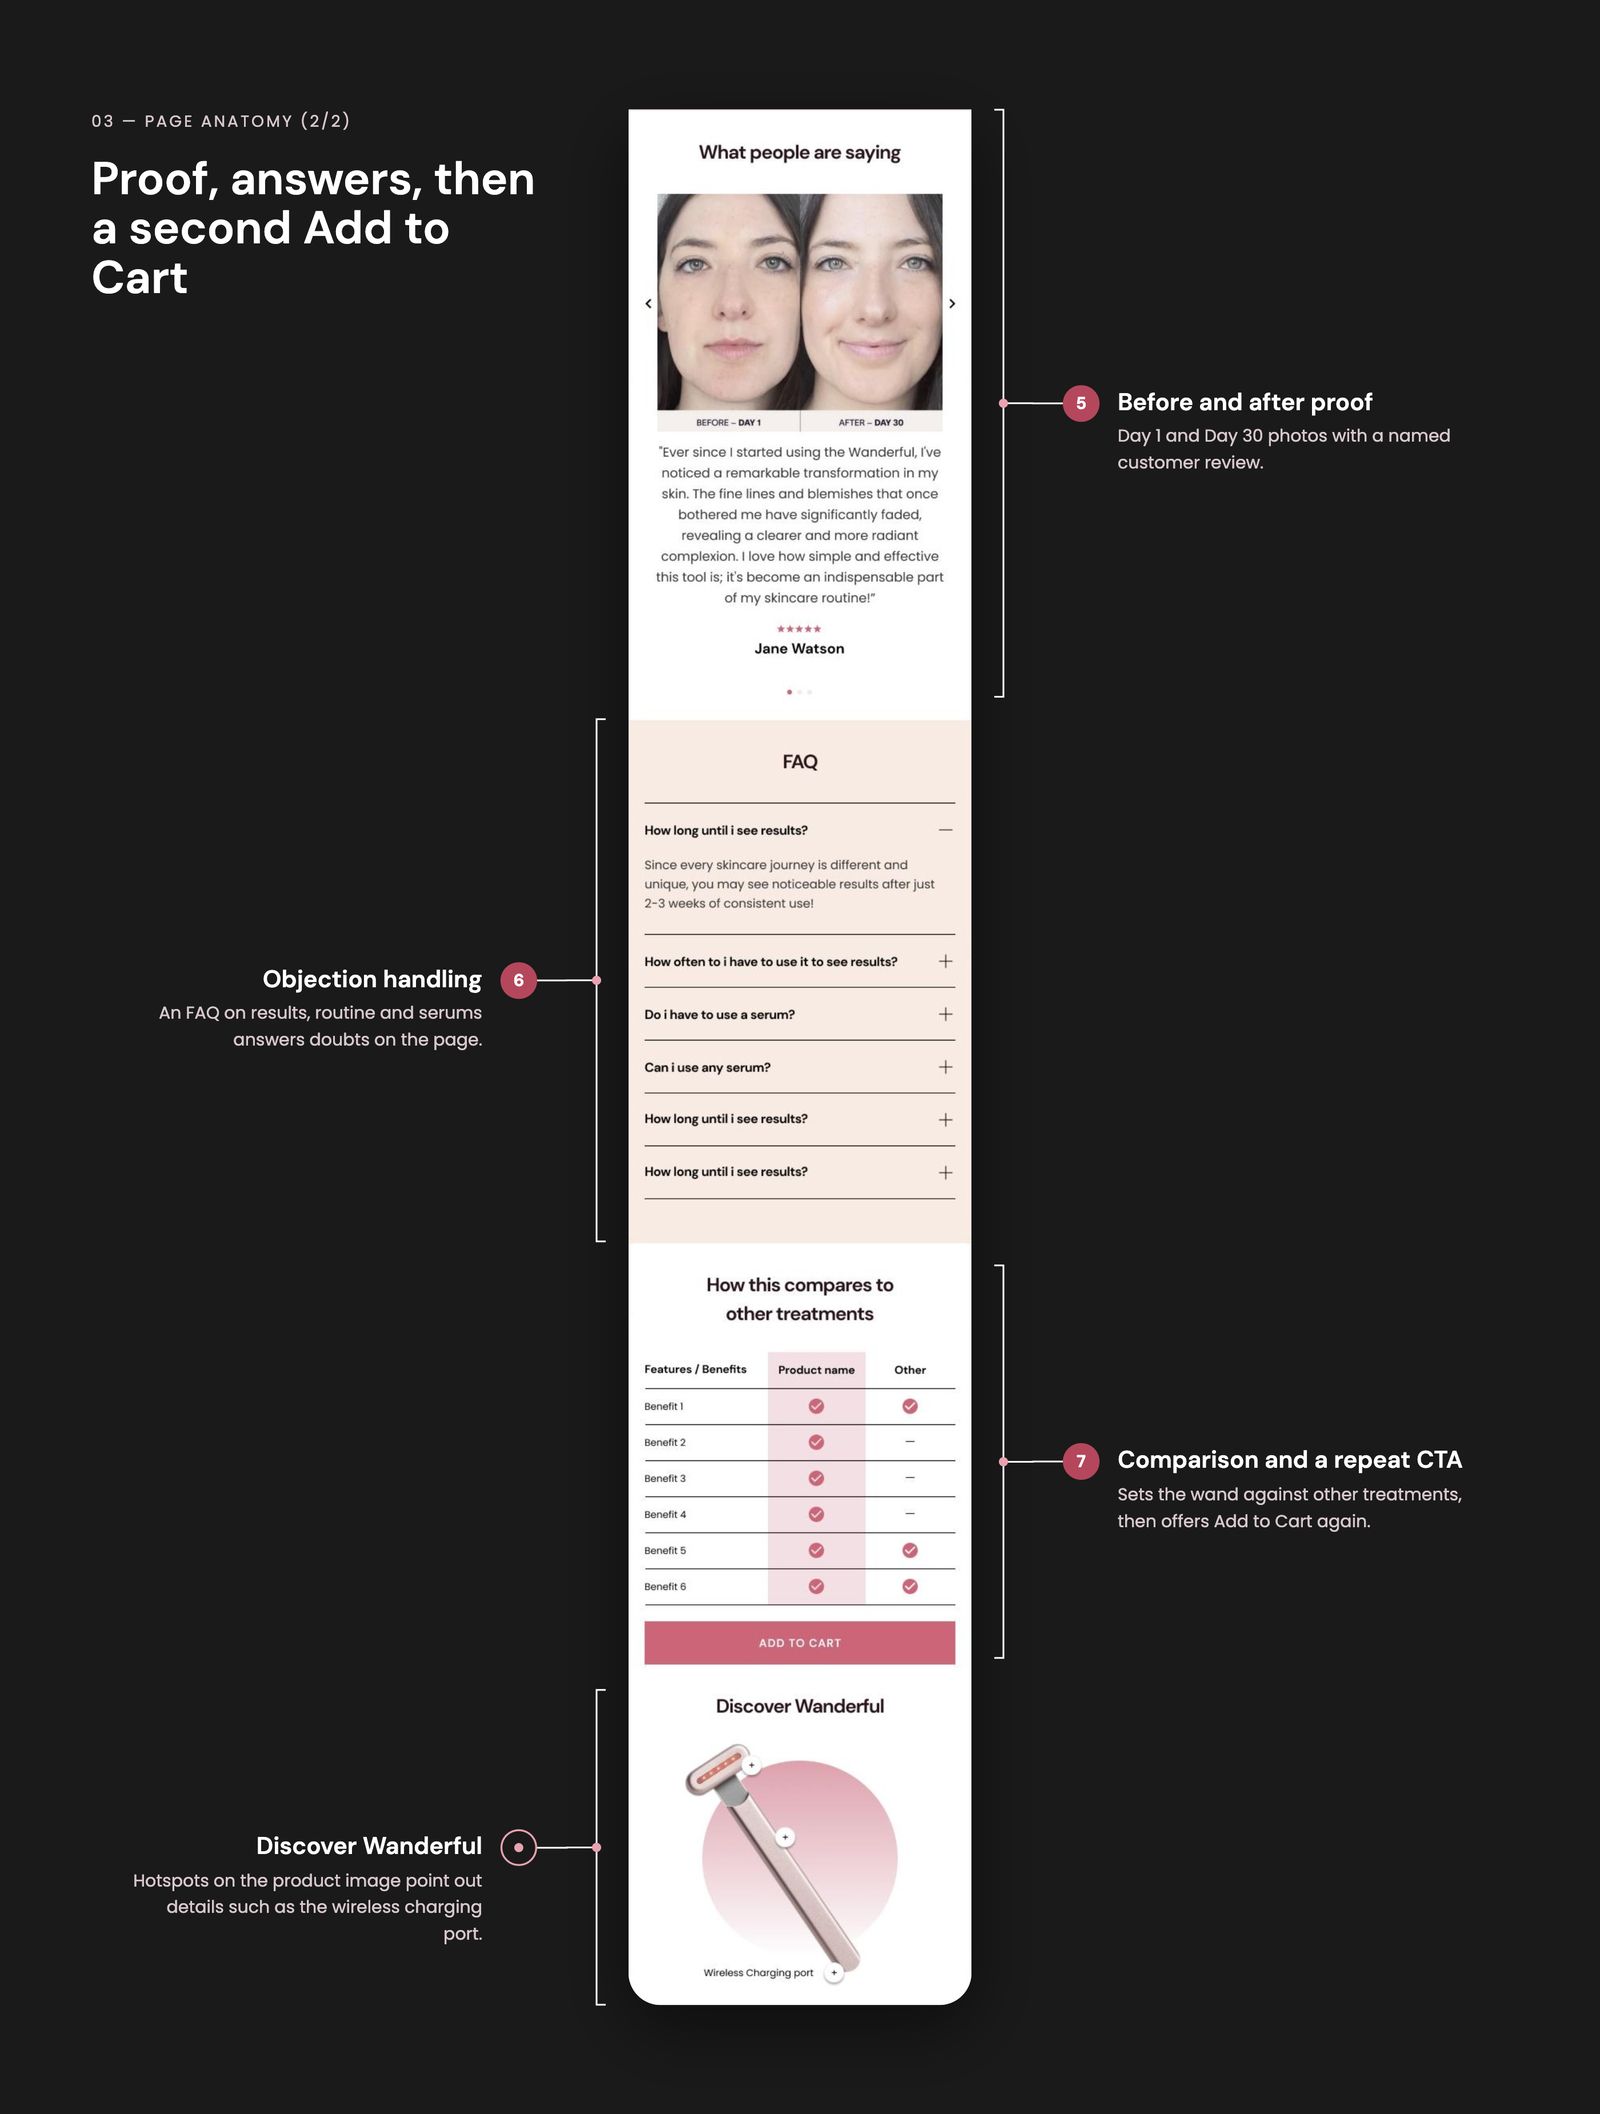 03 — PAGE ANATOMY (2/2)
Proof, answers, then
a second Add to
Cart
What people are saying
BEFORE – DAY 1
AFTER – DAY 30
"Ever since I started using the Wanderful, I've
noticed a remarkable transformation in my
skin. The fine lines and blemishes that once
bothered me have significantly faded,
revealing a clearer and more radiant
complexion. I love how simple and effective
this tool is; it's become an indispensable part
of my skincare routine!"
Jane Watson
5
Before and after proof
Day 1 and Day 30 photos with a named
customer review.
FAQ
How long until i see results?
Since every skincare journey is different and
unique, you may see noticeable results after just
2-3 weeks of consistent use!
How often to i have to use it to see results?
Do i have to use a serum?
Can i use any serum?
How long until i see results?
How long until i see results?
Objection handling
6
An FAQ on results, routine and serums
answers doubts on the page.
How this compares to
other treatments
Features / Benefits
Product name
Other
Benefit 1
Benefit 2
Benefit 3
Benefit 4
Benefit 5
Benefit 6
ADD TO CART
7
Comparison and a repeat CTA
Sets the wand against other treatments,
then offers Add to Cart again.
Discover Wanderful
Wireless Charging port
Discover Wanderful
Hotspots on the product image point out
details such as the wireless charging
port.